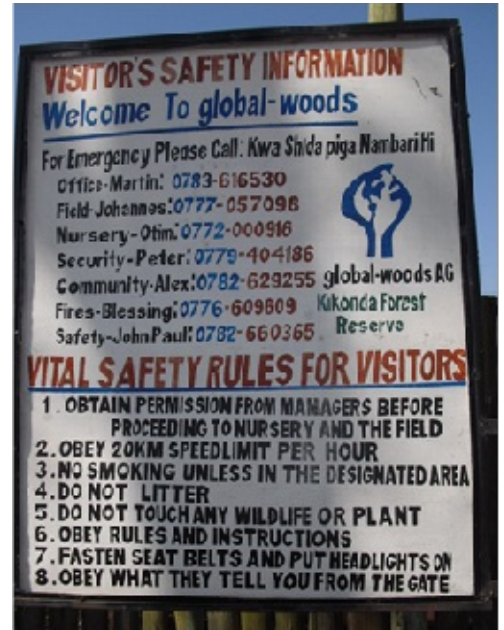 VISITOR'S SAFETY INFORMATION
Welcome To global-woods
For Emergency Please Call: Kwa Shida piga Nambari Hi
Office-Martin: 0783-616530
Field-Johannes:0777-057098
Nursery-Otim:0772-000916
Security-Peter: 0779-404186
Community-Alex:0782-629255
Fires-Blessing:0776-609809
Safety-John Paul: 0782-660365
global-woods AG
Kikonda Forest
Reserve
VITAL SAFETY RULES FOR VISITORS
1. OBTAIN PERMISSION FROM MANAGERS BEFORE
PROCEEDING TO NURSERY AND THE FIELD
2.OBEY 20KM SPEEDLIMIT PER HOUR
3.NO SMOKING UNLESS IN THE DESIGNATED AREA
4.DO NOT LITTER
5.DO NOT TOUCH ANY WILDLIFE OR PLANT
6.OBEY RULES AND INSTRUCTIONS
7.FASTEN SEAT BELTS AND PUT HEADLIGHTS ON
8.OBEY WHAT THEY TELL YOU FROM THE GATE